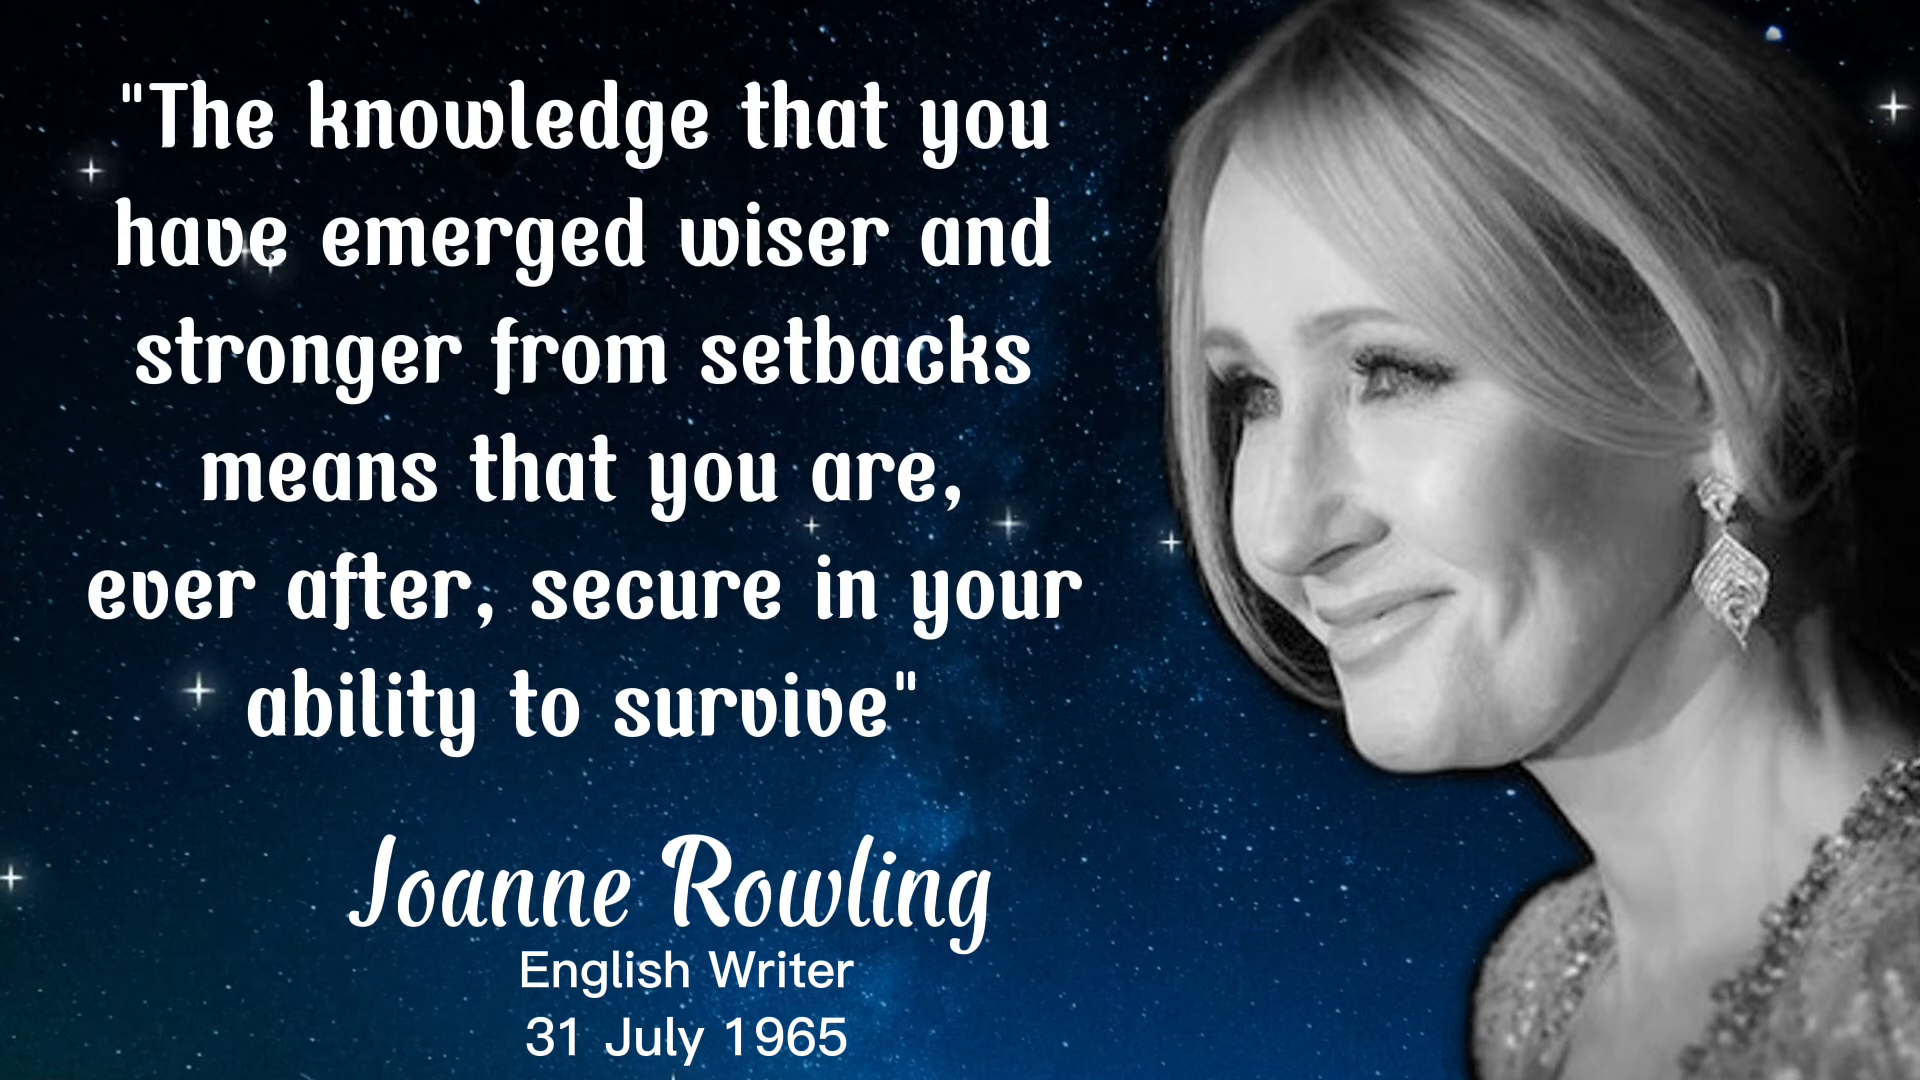 "The knowledge that you
have emerged wiser and
stronger from setbacks
means that you are,
ever after, secure in your
ability to survive"
Joanne Rowling
English Writer
31 July 1965